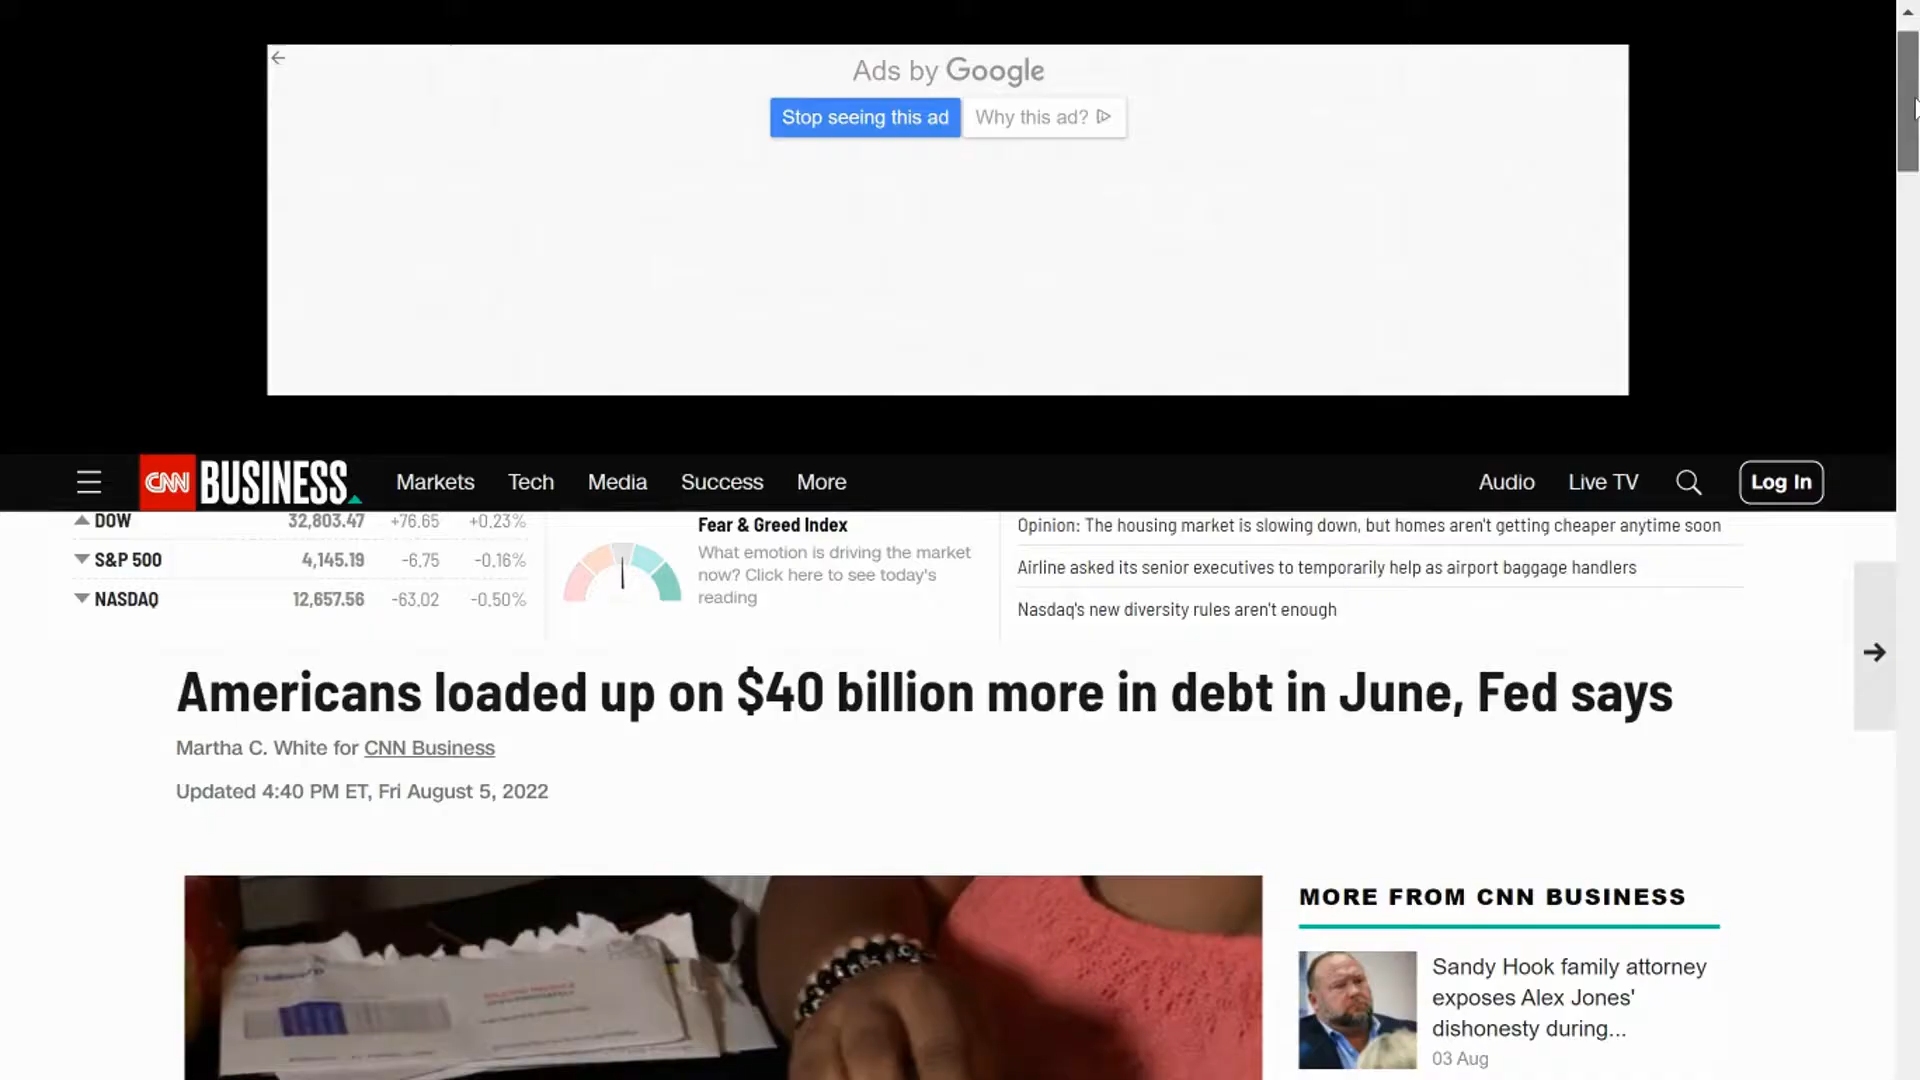 Ads by Google
Stop seeing this ad
Why this ad?
CNN BUSINESS
Markets
Tech
Media
Success
More
Audio
Live TV
Log In
DOW 32,803.47 +76.65 +0.23%
S&P 500 4,145.19 -6.75 -0.16%
NASDAQ 12,657.56 -63.02 -0.50%
Fear & Greed Index
What emotion is driving the market
now? Click here to see today's
reading
Opinion: The housing market is slowing down, but homes aren't getting cheaper anytime soon
Airline asked its senior executives to temporarily help as airport baggage handlers
Nasdaq's new diversity rules aren't enough
Americans loaded up on $40 billion more in debt in June, Fed says
Martha C. White for CNN Business
Updated 4:40 PM ET, Fri August 5, 2022
MORE FROM CNN BUSINESS
Sandy Hook family attorney
exposes Alex Jones'
dishonesty during...
03 Aug